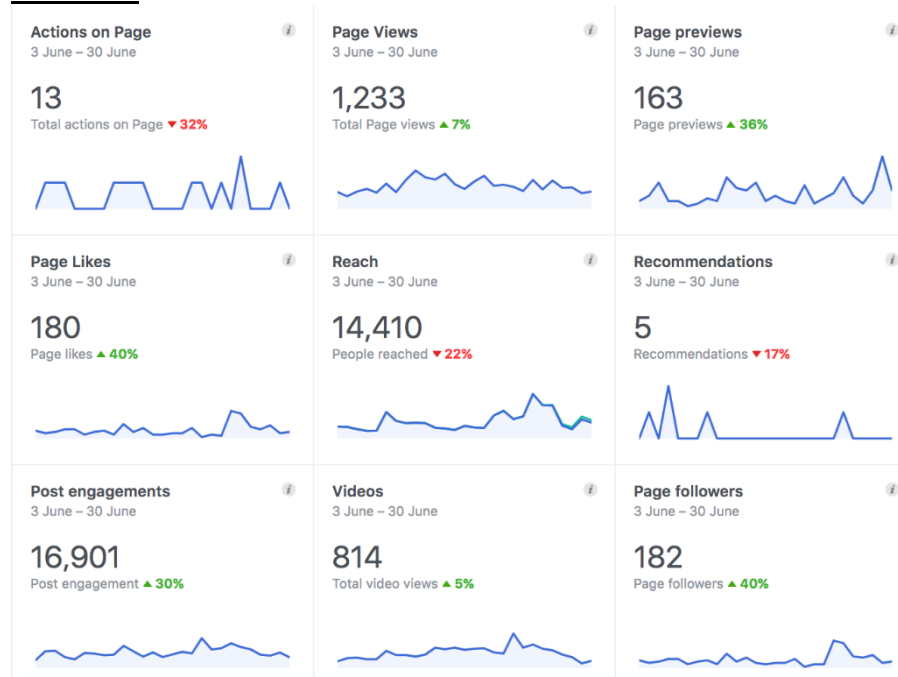 Actions on Page
3 June – 30 June
13
Total actions on Page ▼ 32%
Page Views
3 June – 30 June
1,233
Total Page views ▲ 7%
Page previews
3 June – 30 June
163
Page previews ▲ 36%
Page Likes
3 June – 30 June
180
Page likes ▲ 40%
Reach
3 June – 30 June
14,410
People reached ▼ 22%
Recommendations
3 June – 30 June
5
Recommendations ▼ 17%
Post engagements
3 June – 30 June
16,901
Post engagement ▲ 30%
Videos
3 June – 30 June
814
Total video views ▲ 5%
Page followers
3 June – 30 June
182
Page followers ▲ 40%